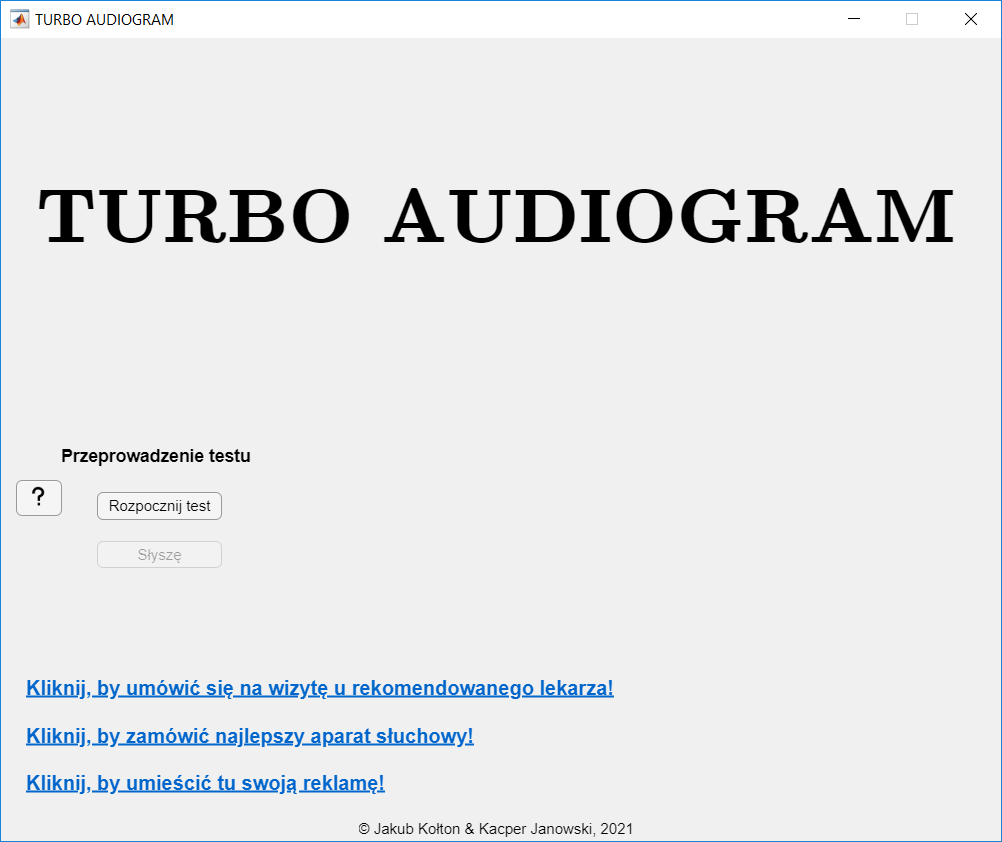 TURBO AUDIOGRAM
TURBO AUDIOGRAM
Przeprowadzenie testu
?
Rozpocznij test
Słyszę
Kliknij, by umówić się na wizytę u rekomendowanego lekarza!
Kliknij, by zamówić najlepszy aparat słuchowy!
Kliknij, by umieścić tu swoją reklamę!
© Jakub Kołton & Kacper Janowski, 2021